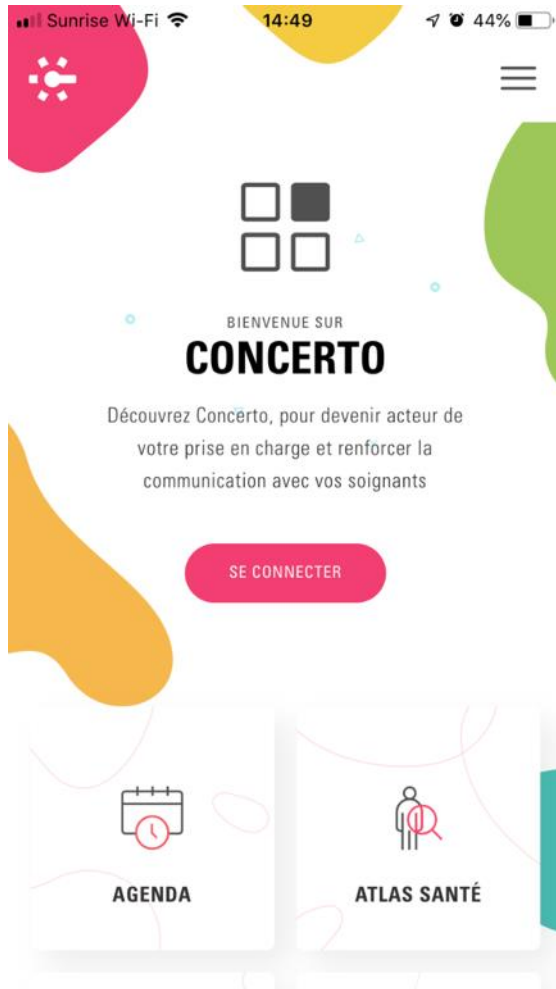 Sunrise Wi-Fi 14:49 44%
BIENVENUE SUR
CONCERTO
Découvrez Concerto, pour devenir acteur de
votre prise en charge et renforcer la
communication avec vos soignants
SE CONNECTER
AGENDA ATLAS SANTÉ